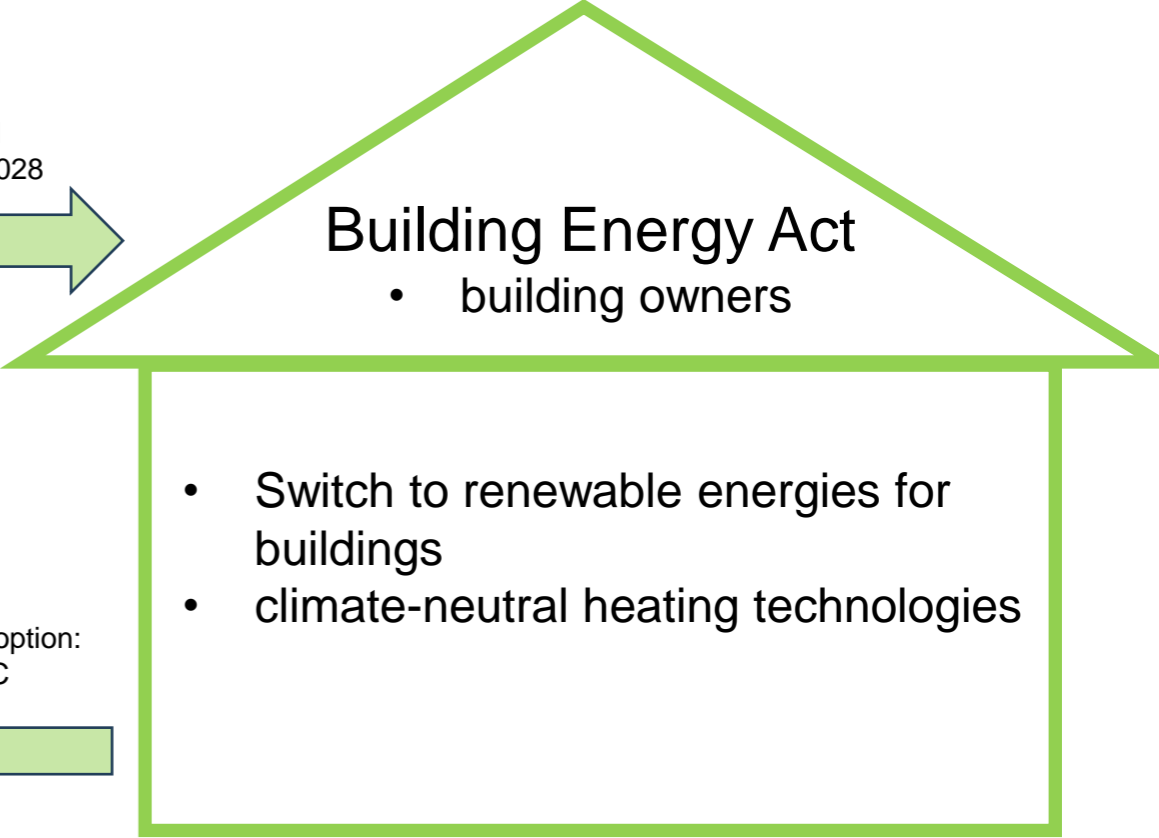 028
Building Energy Act
• building owners
• Switch to renewable energies for
buildings
• climate-neutral heating technologies
option:
C